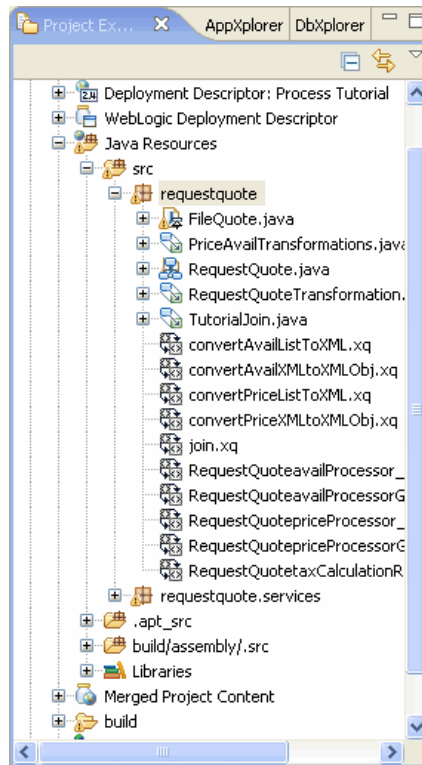 Project Ex... AppXplorer DbXplorer
Deployment Descriptor: Process Tutorial
WebLogic Deployment Descriptor
Java Resources
src
requestquote
FileQuote.java
PriceAvailTransformations.java
RequestQuote.java
RequestQuoteTransformation.
TutorialJoin.java
convertAvailListToXML.xq
convertAvailXMLtoXMLObj.xq
convertPriceListToXML.xq
convertPriceXMLtoXMLObj.xq
join.xq
RequestQuoteavailProcessor_
RequestQuoteavailProcessorG
RequestQuotepriceProcessor_
RequestQuotepriceProcessorG
RequestQuotetaxCalculationR
requestquote.services
.apt_src
build/assembly/.src
Libraries
Merged Project Content
build